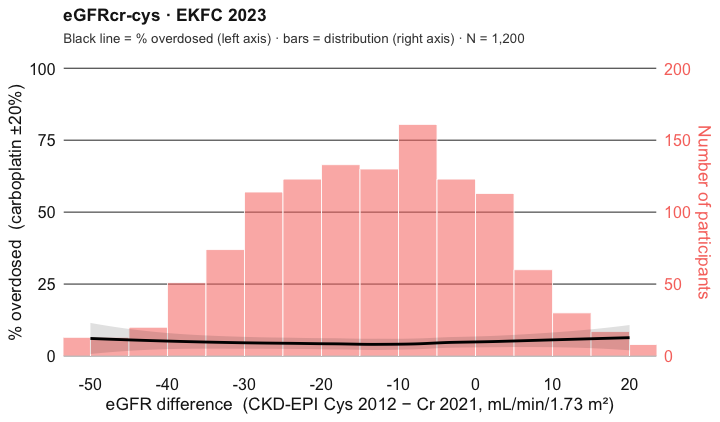 eGFRcr-cys · EKFC 2023
Black line = % overdosed (left axis) · bars = distribution (right axis) · N = 1,200
% overdosed (carboplatin ±20%)
100
75
50
25
0
200
150
100
50
0
Number of participants
-50 -40 -30 -20 -10 0 10 20
eGFR difference (CKD-EPI Cys 2012 − Cr 2021, mL/min/1.73 m²)